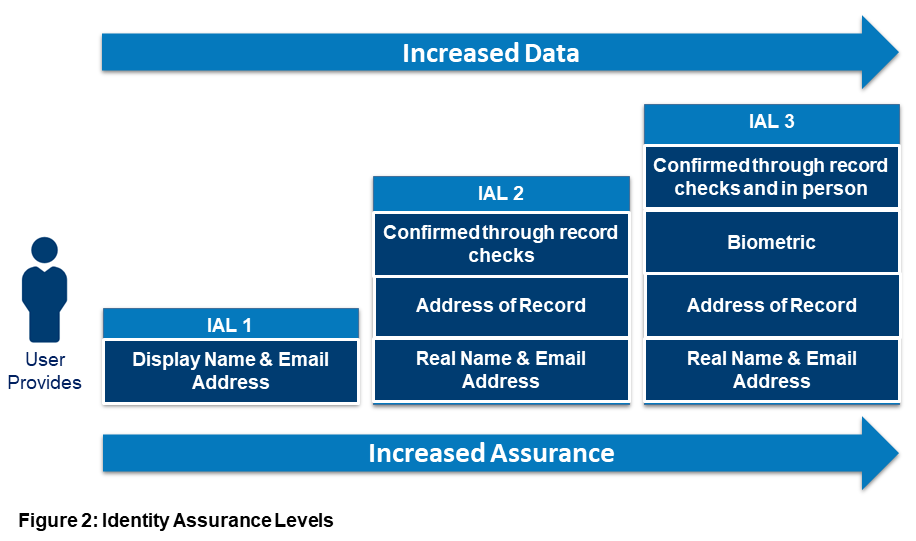 Increased Data
IAL 3
Confirmed through record
checks and in person
Biometric
Address of Record
Real Name & Email
Address
IAL 2
Confirmed through record
checks
Address of Record
Real Name & Email
Address
IAL 1
Display Name & Email
Address
User
Provides
Increased Assurance
Figure 2: Identity Assurance Levels